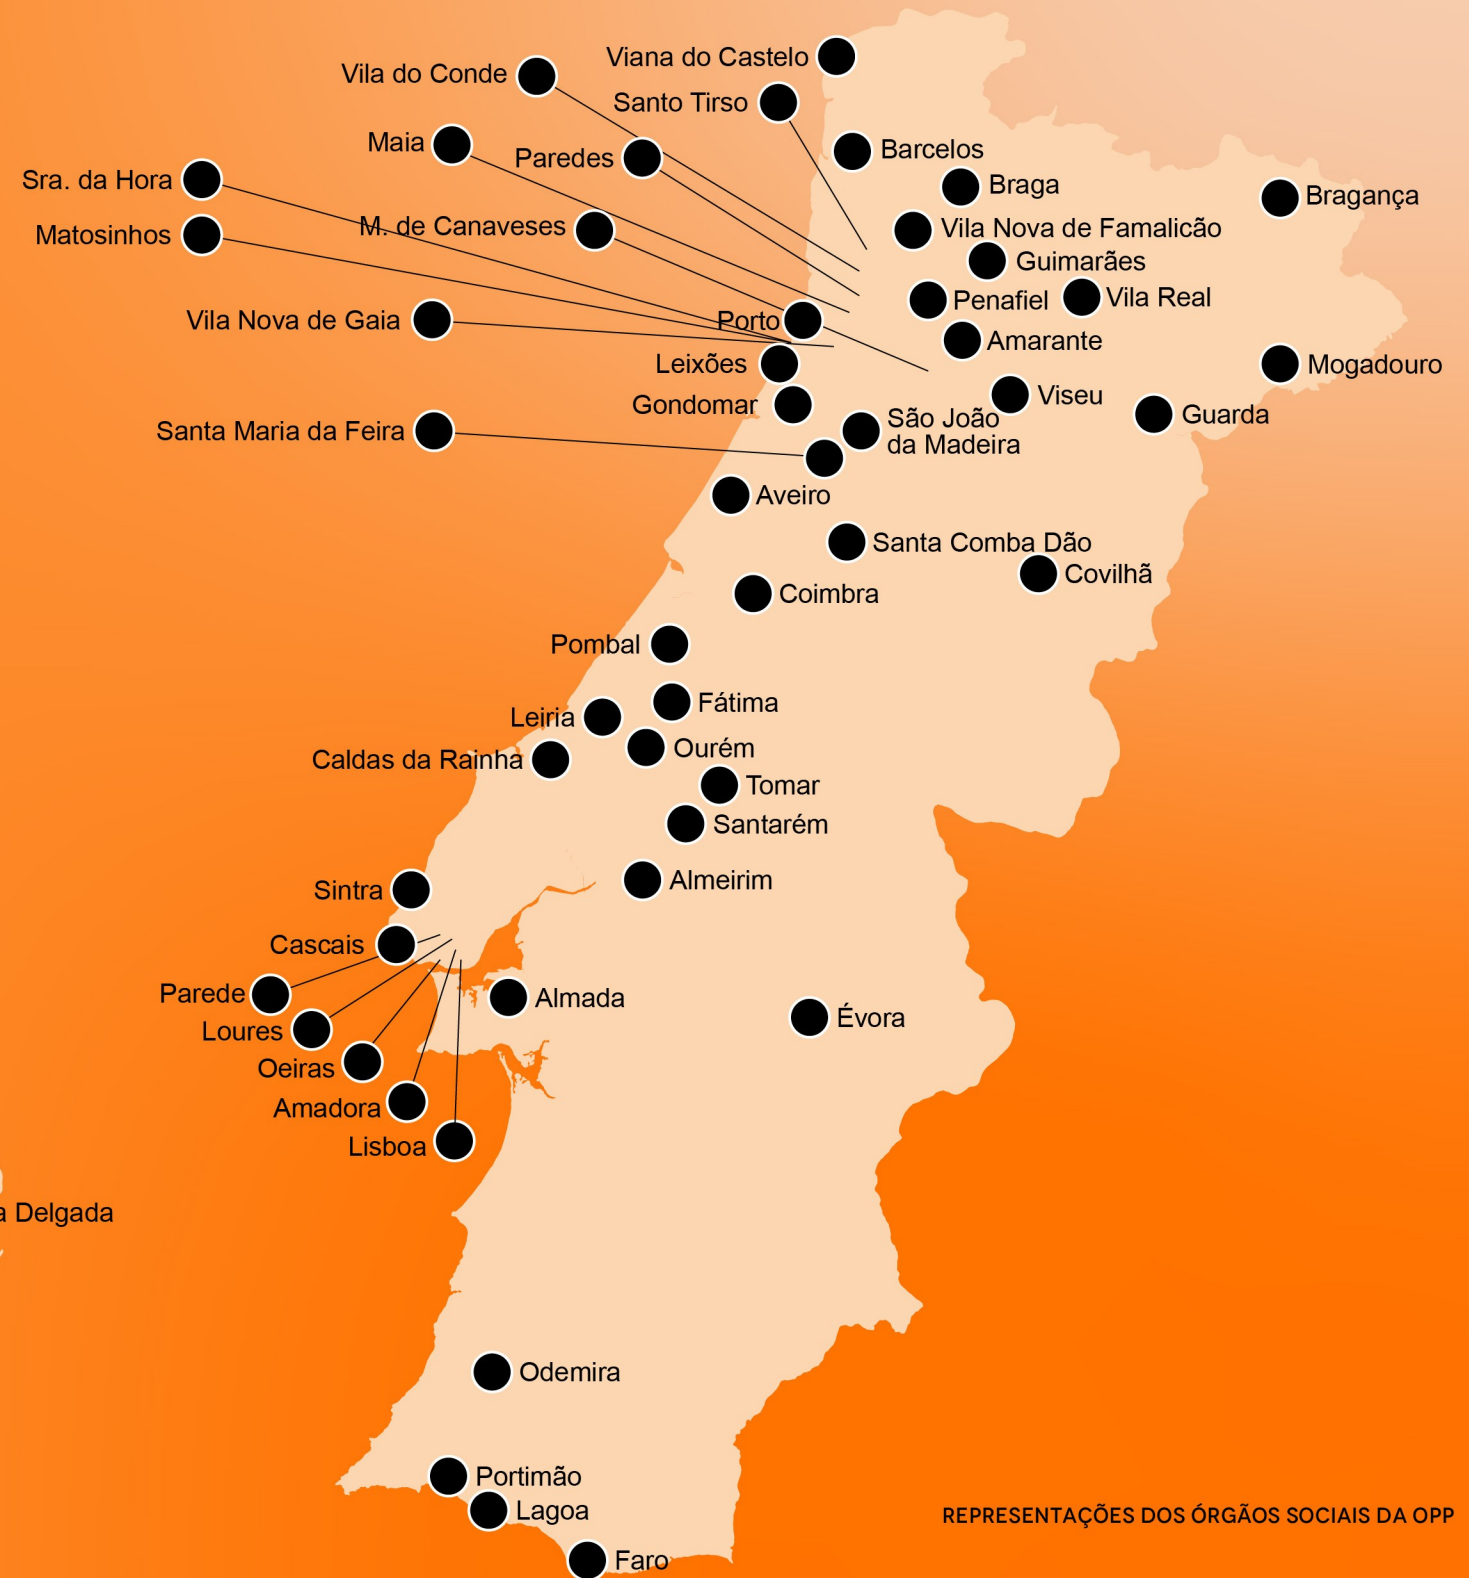 Viana do Castelo
Vila do Conde
Santo Tirso
Maia
Paredes
Barcelos
Sra. da Hora
Braga
Bragança
M. de Canaveses
Vila Nova de Famalicão
Matosinhos
Guimarães
Penafiel
Vila Real
Vila Nova de Gaia
Porto
Amarante
Leixões
Mogadouro
Viseu
Gondomar
Guarda
São João
da Madeira
Santa Maria da Feira
Aveiro
Santa Comba Dão
Covilhã
Coimbra
Pombal
Fátima
Leiria
Ourém
Caldas da Rainha
Tomar
Santarém
Almeirim
Sintra
Cascais
Parede
Almada
Évora
Loures
Oeiras
Amadora
Lisboa
a Delgada
Odemira
Portimão
Lagoa
Faro
REPRESENTAÇÕES DOS ÓRGÃOS SOCIAIS DA OPP